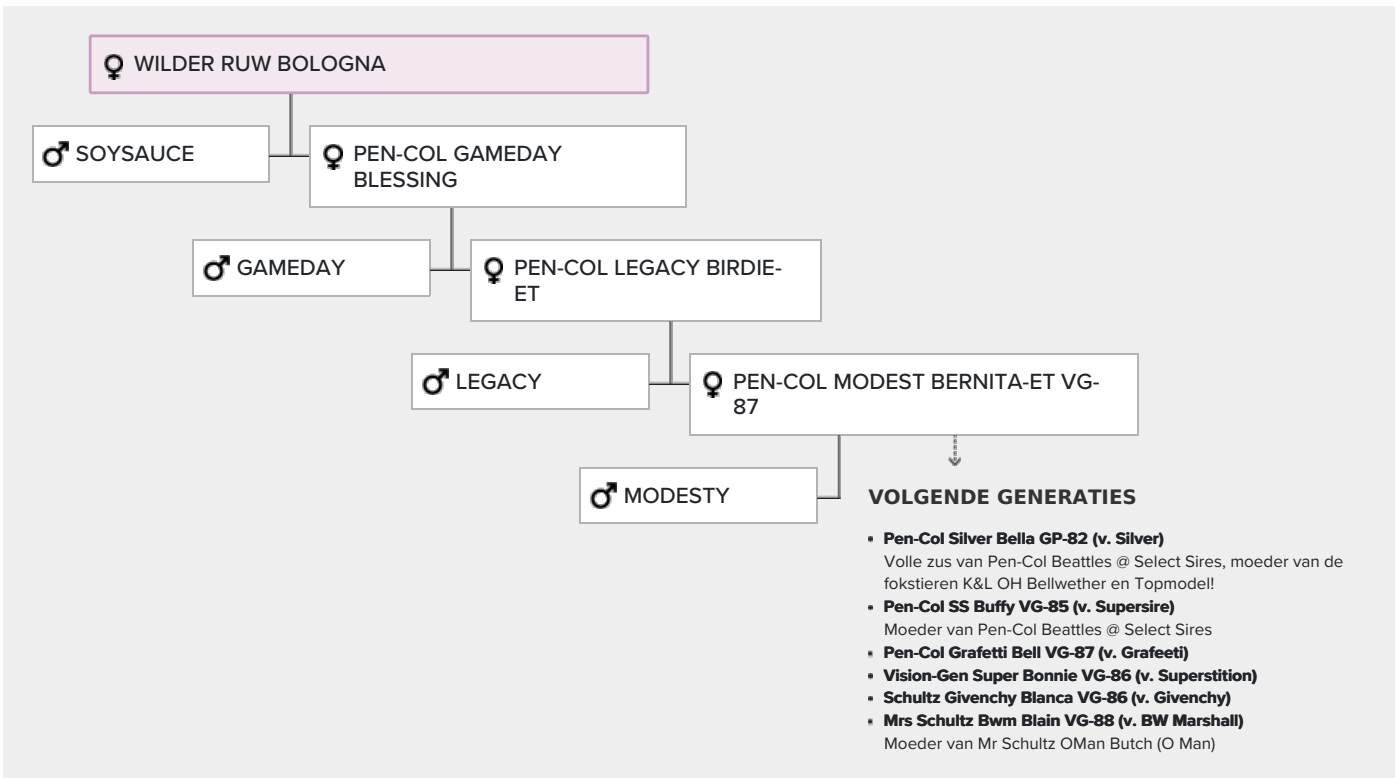 WILDER RUW BOLOGNA
SOYSAUCE
PEN-COL GAMEDAY
BLESSING
GAMEDAY
PEN-COL LEGACY BIRDIE-
ET
LEGACY
PEN-COL MODEST BERNITA-ET VG-
87
MODESTY
VOLGENDE GENERATIES
Pen-Col Silver Bella GP-82 (v. Silver)
Volle zus van Pen-Col Beattles @ Select Sires, moeder van de
fokstieren K&L OH Bellwether en Topmodel!
Pen-Col SS Buffy VG-85 (v. Supersire)
Moeder van Pen-Col Beattles @ Select Sires
Pen-Col Grafetti Bell VG-87 (v. Grafeeti)
Vision-Gen Super Bonnie VG-86 (v. Superstition)
Schultz Givenchy Blanca VG-86 (v. Givenchy)
Mrs Schultz Bwm Blain VG-88 (v. BW Marshall)
Moeder van Mr Schultz OMan Butch (O Man)